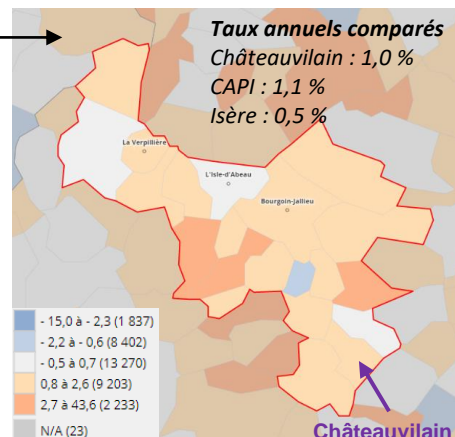 Taux annuels comparés
Châteauvilain : 1,0 %
CAPI : 1,1 %
Isère : 0,5 %
La Verpillière
L'Isle-d'Abeau
Bourgoin-Jallieu
- 15,0 à - 2,3 (1 837)
- 2,2 à - 0,6 (8 402)
- 0,5 à 0,7 (13 270)
0,8 à 2,6 (9 203)
2,7 à 43,6 (2 233)
N/A (23)
Châteauvilain